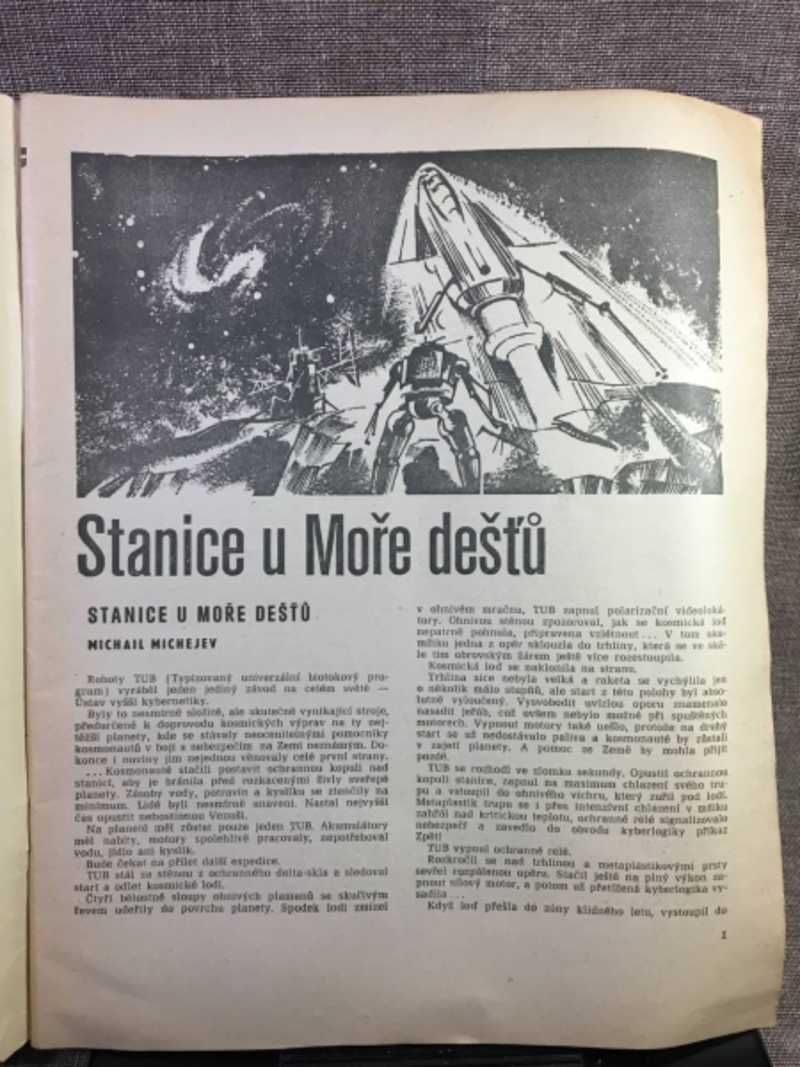 Stanice u Moře dešťů
STANICE U MOŘE DEŠŤŮ
MICHAIL MICHEJEV
Roboty TUB (Typizovaný univerzální biotokový pro-
gram) vyráběl jeden jediný závod na celém světě —
Ústav vyšší kybernetiky.
Byly to nesmírně složité, ale skutečně vynikající stroje,
předurčené k doprovodu kosmických výprav na ty nej-
těžší planety, kde se stávaly neocenitelnými pomocníky
kosmonautů v boji s nebezpečím na Zemi neznámým. Do-
konce i noviny jim nejednou věnovaly celé první strany.
...Kosmonauté stačili postavit ochrannou kopuli nad
stanicí, aby je bránila před rozkacenými živly sveřepé
planety. Zásoby vody, potravin a kyslíku se ztenčily na
minimum. Lidé byli nesmírně unaveni. Nastal nejvyšší
čas opustit nehostinnou Venuši.
Na planetě měl zůstat pouze jeden TUB. Akumulátory
měl nabity, motory spolehlivě pracovaly, nepotřeboval
vodu, jídlo ani kyslík.
Bude čekat na přílet další expedice.
TUB stál za stěnou z ochranného delta-skla a sledoval
start a odlet kosmické lodi.
Čtyři bělostné sloupy ohnivých plamenů se skučivým
řevem udeřily do povrchu planety. Spodek lodi zmizel
v ohnivém mračnu, TUB zapnul polarizační videoloká-
tory. Ohnivou stěnou zpozoroval, jak se kosmická loď
nepatrně pohnula, připravena vzlétnout... V tom oka-
mžiku jedna z opěr sklouzla do trhliny, která se ve ská-
le tím obrovským žárem ještě více rozestoupila.
Kosmická loď se naklonila na stranu.
Trhlina sice nebyla velká a raketa se vychýlila jen
o několik málo stupňů, ale start z této polohy byl abso-
lutně vyloučený. Vysvobodit uvízlou oporu znamenalo
nasadit jeřáb, což ovšem nebylo možné při spuštěných
motorech. Vypnout motory také nešlo, protože na druhý
start se už nedostávalo paliva a kosmonauté by zůstali
v zajetí planety. A pomoc ze Země by mohla přijít
pozdě.
TUB se rozhodl ve zlomku sekundy. Opustil ochrannou
kopuli stanice, zapnul na maximum chlazení svého tru-
pu a vstoupil do ohnivého víchru, který zuřil pod lodí.
Metaplastik trupu se i přes intenzívní chlazení v mžiku
zahřál nad kritickou teplotu, ochranné relé signalizovalo
nebezpečí a zavedlo do obvodu kyberlogiky příkaz
Zpět!
TUB vypnul ochranné relé.
Rozkročil se nad trhlinou a metaplastikovými prsty
sevřel rozpálenou opěru. Stačil ještě na plný výkon za-
pnout silový motor, a potom už přetížená kyberlogika vy-
sadila...
Když loď přešla do zóny klidného letu, vystoupil do
1